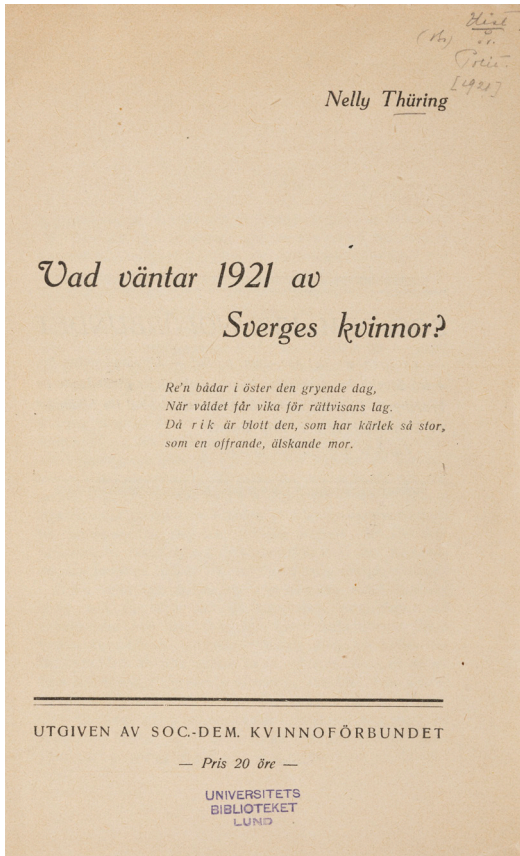 Hist
o.
Polit.
[1921]
Nelly Thüring
Vad väntar 1921 av
Sverges kvinnor?
Re'n bådar i öster den gryende dag,
När våldet får vika för rättvisans lag.
Då rik är blott den, som har kärlek så stor,
som en offrande, älskande mor.
UTGIVEN AV SOC.-DEM. KVINNOFÖRBUNDET
— Pris 20 öre —
UNIVERSITETS
BIBLIOTEKET
LUND